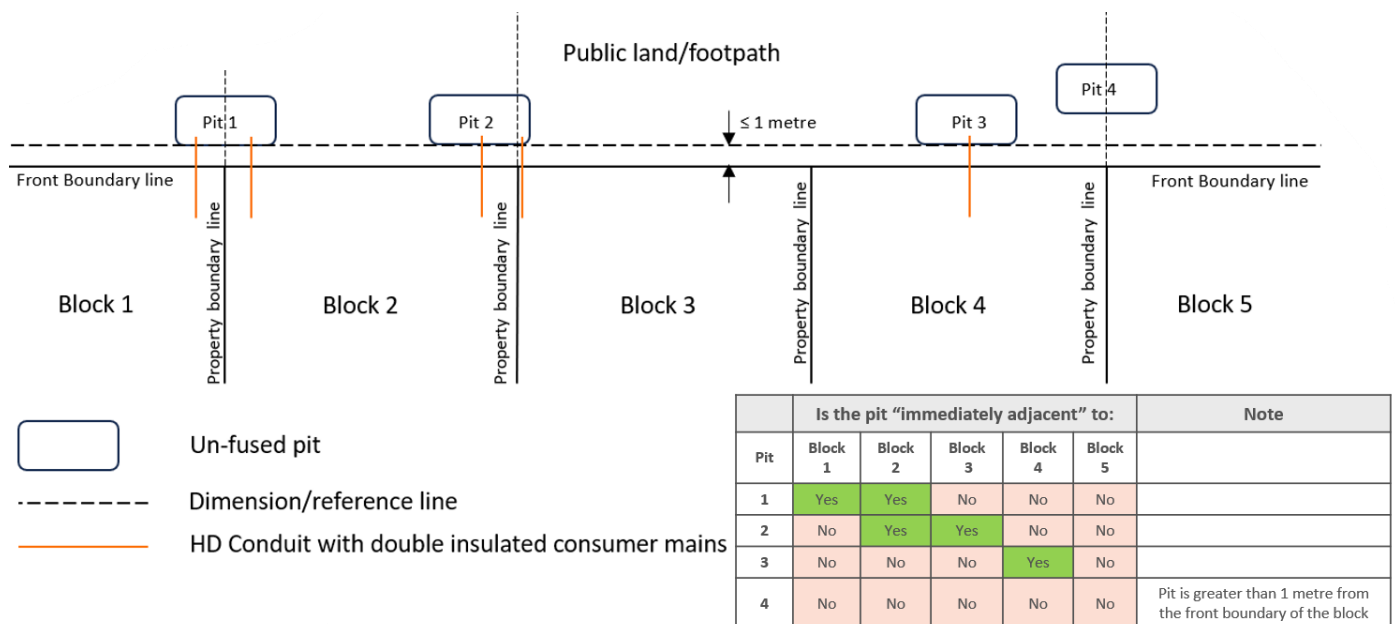 Public land/footpath
Pit 1
Pit 2
≤ 1 metre
Pit 3
Pit 4
Front Boundary line
Front Boundary line
Property boundary line
Property boundary line
Property boundary line
Property boundary line
Block 1
Block 2
Block 3
Block 4
Block 5
Un-fused pit
Dimension/reference line
HD Conduit with double insulated consumer mains
Is the pit “immediately adjacent” to: Note
Pit Block 1 Block 2 Block 3 Block 4 Block 5
1 Yes Yes No No No
2 No Yes Yes No No
3 No No No Yes No
4 No No No No No Pit is greater than 1 metre from
the front boundary of the block